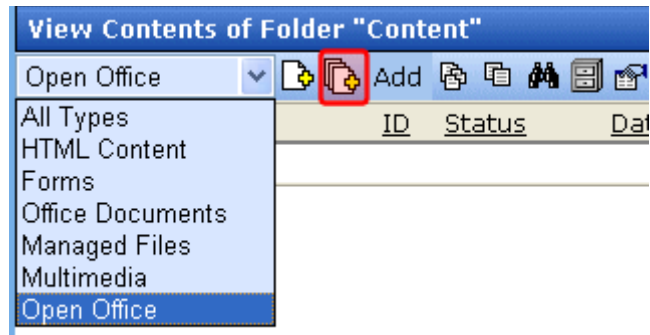 View Contents of Folder "Content"
Open Office Add
ID Status Dat
All Types
HTML Content
Forms
Office Documents
Managed Files
Multimedia
Open Office